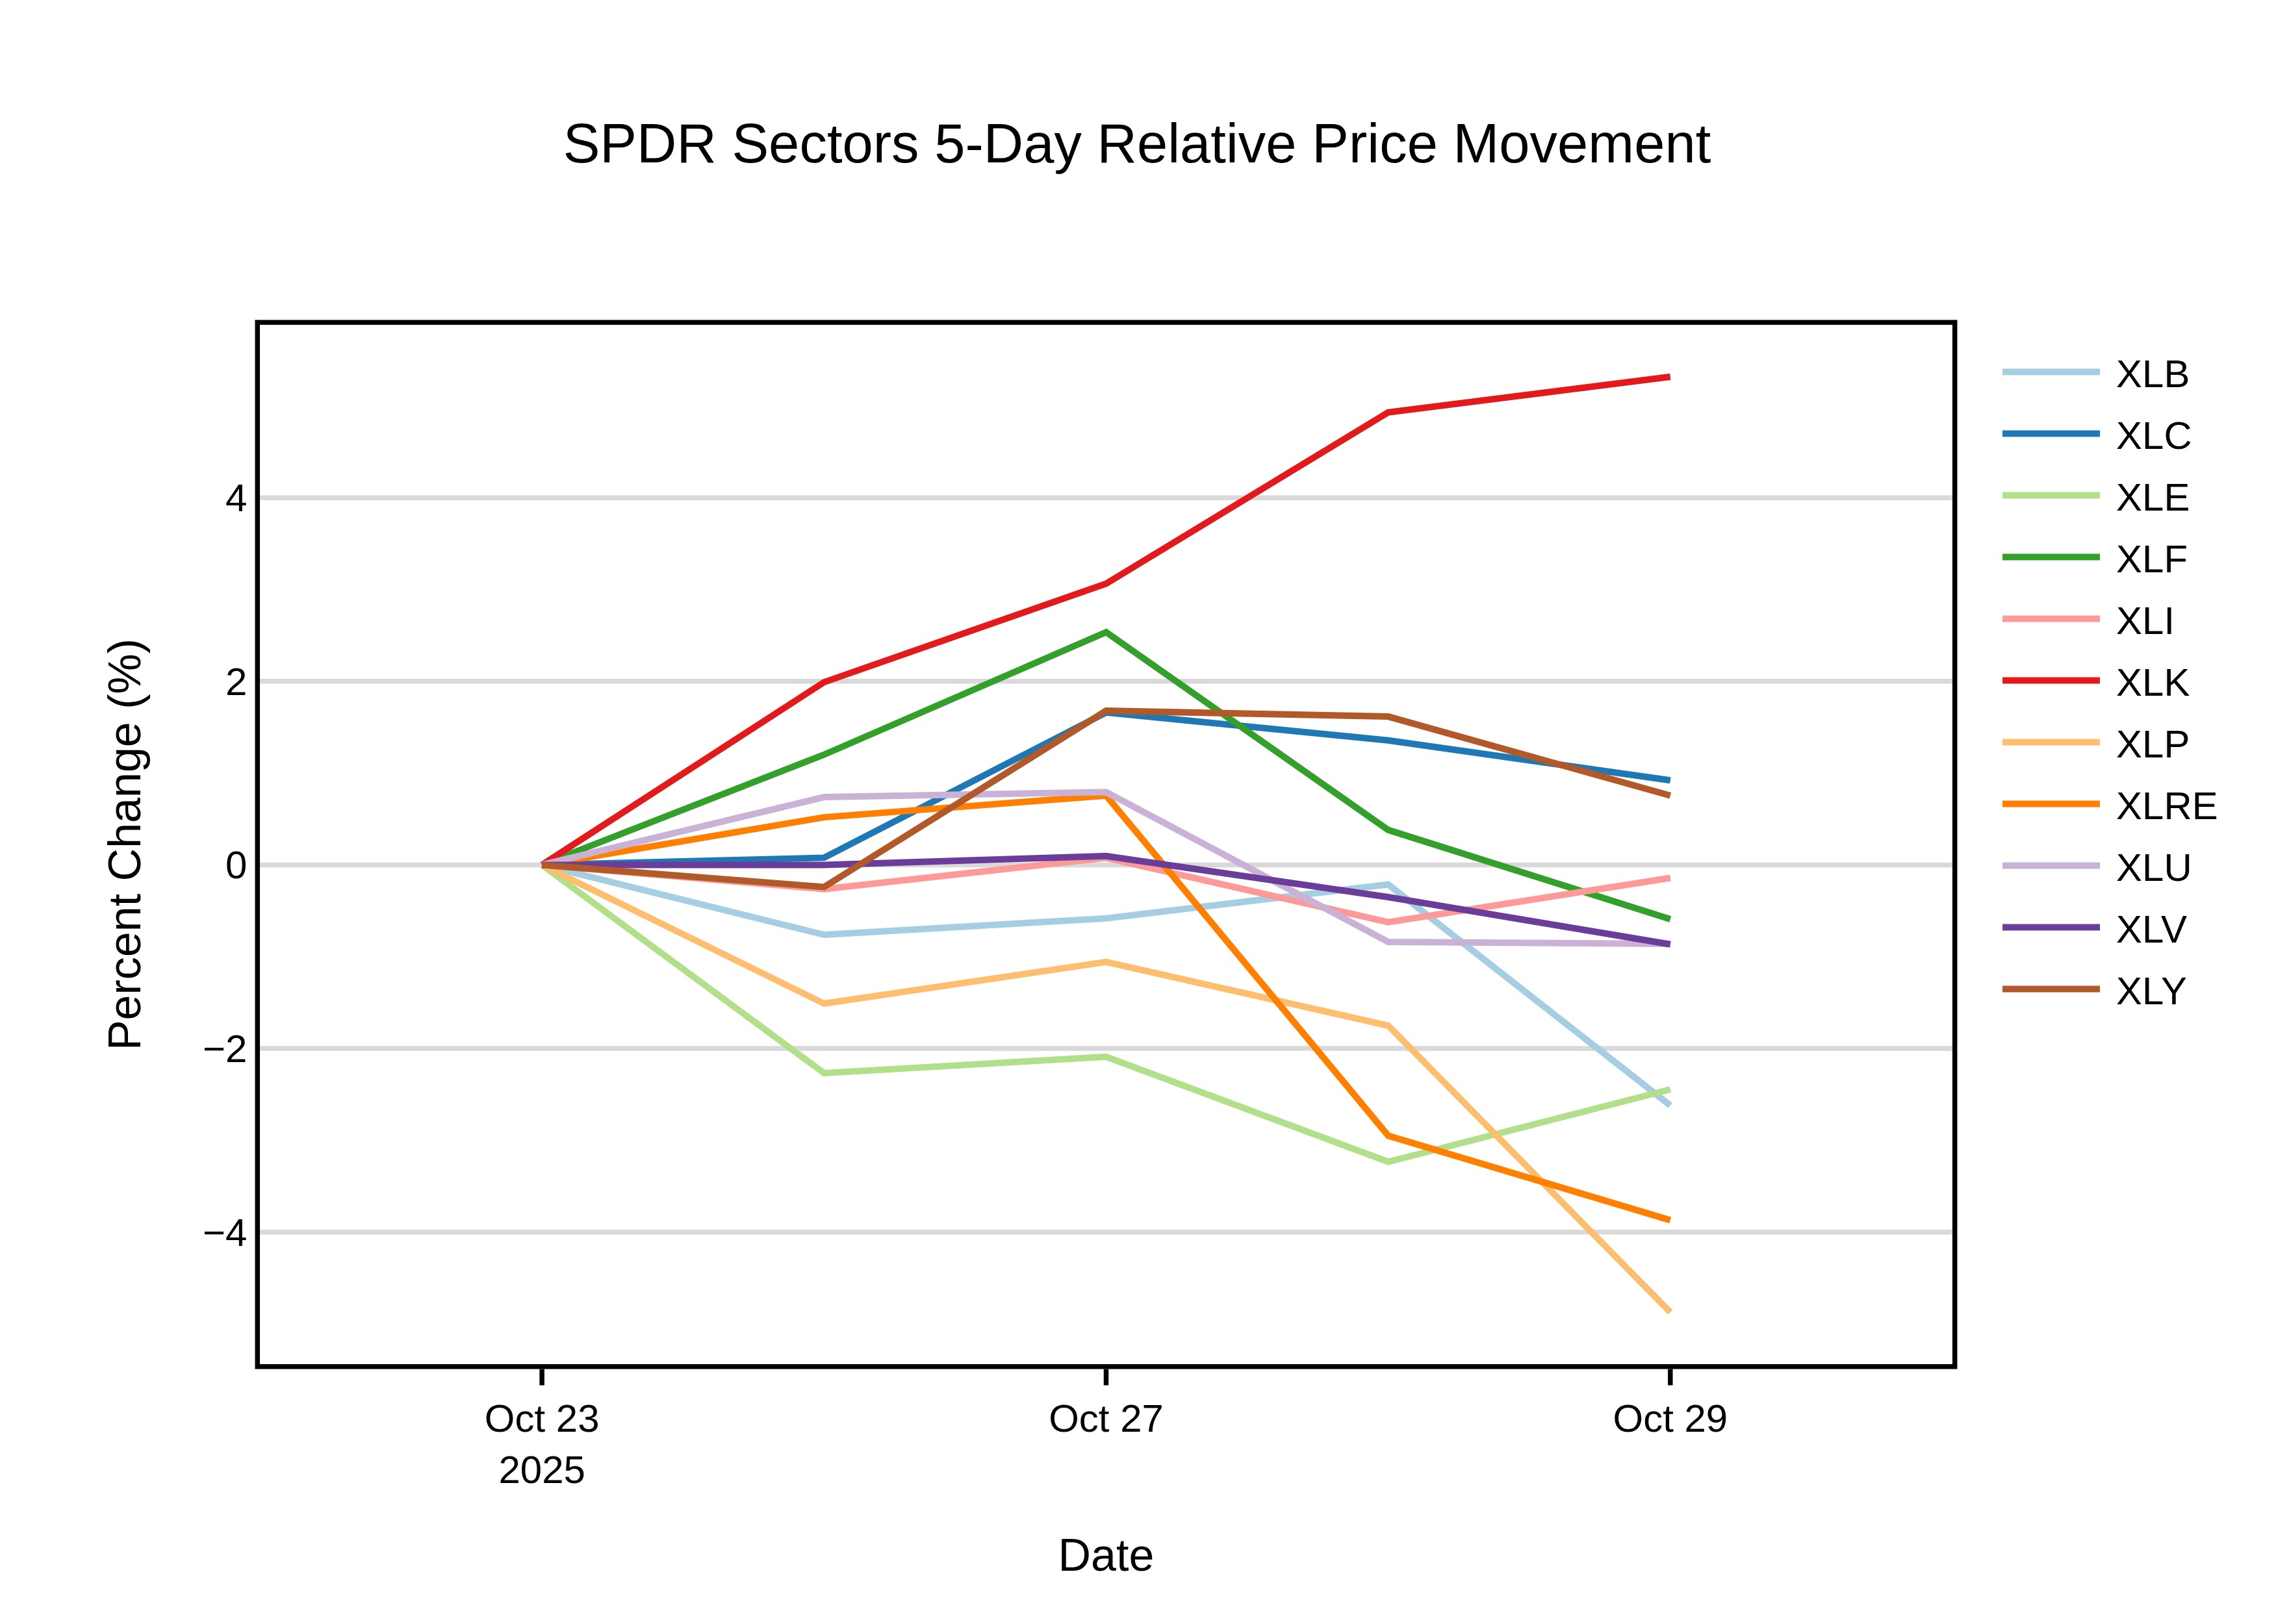 SPDR Sectors 5-Day Relative Price Movement
Percent Change (%)
4
2
0
−2
−4
Oct 23
2025
Oct 27
Oct 29
Date
XLB
XLC
XLE
XLF
XLI
XLK
XLP
XLRE
XLU
XLV
XLY